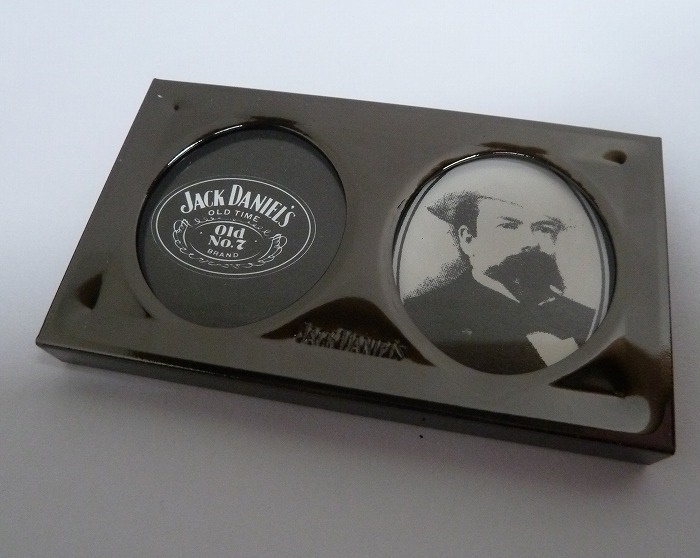 JACK DANIEL'S
OLD TIME
Old
No.7
BRAND
JACK DANIEL'S